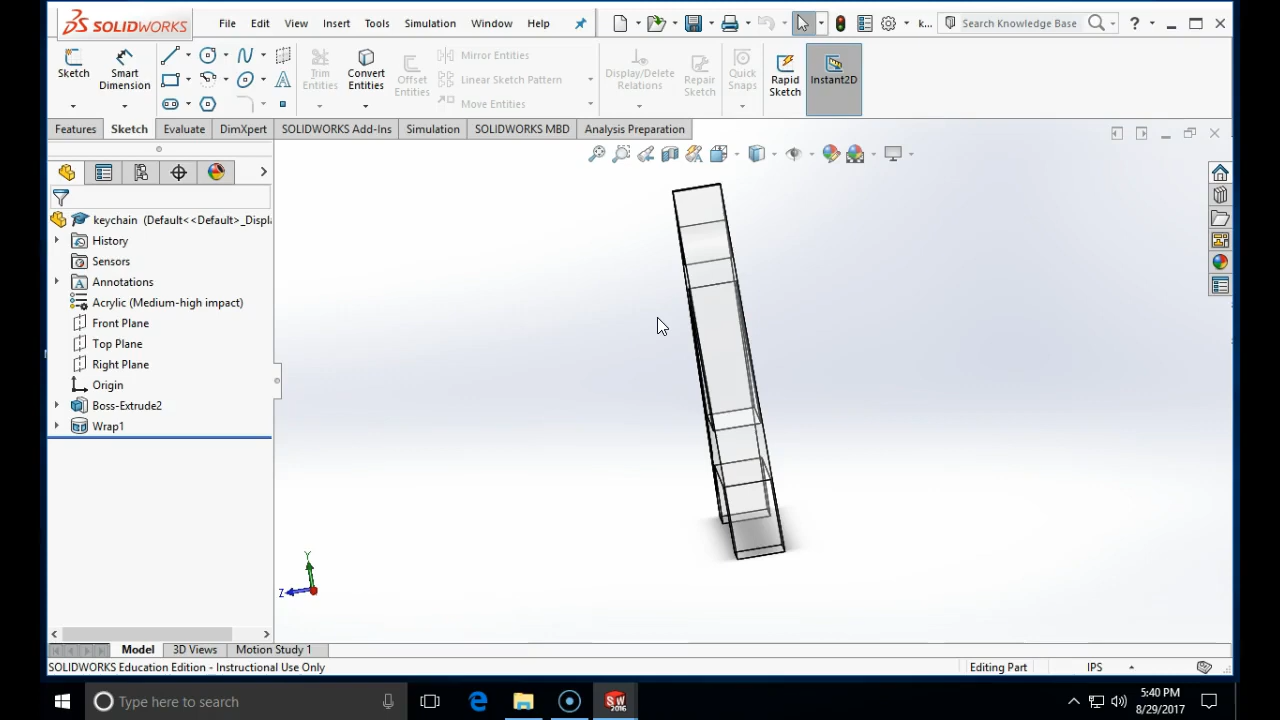 SOLIDWORKS File Edit View Insert Tools Simulation Window Help k... Search Knowledge Base ?
Sketch Smart Dimension Trim Entities Convert Entities Offset Entities Mirror Entities Linear Sketch Pattern Move Entities Display/Delete Relations Repair Sketch Quick Snaps Rapid Sketch Instant2D
Features Sketch Evaluate DimXpert SOLIDWORKS Add-Ins Simulation SOLIDWORKS MBD Analysis Preparation
keychain (Default<<Default>_Displ
History
Sensors
A Annotations
Acrylic (Medium-high impact)
Front Plane
Top Plane
Right Plane
Origin
Boss-Extrude2
Wrap1
Y
Z
Model 3D Views Motion Study 1
SOLIDWORKS Education Edition - Instructional Use Only Editing Part IPS
Type here to search SW 2016 5:40 PM
8/29/2017